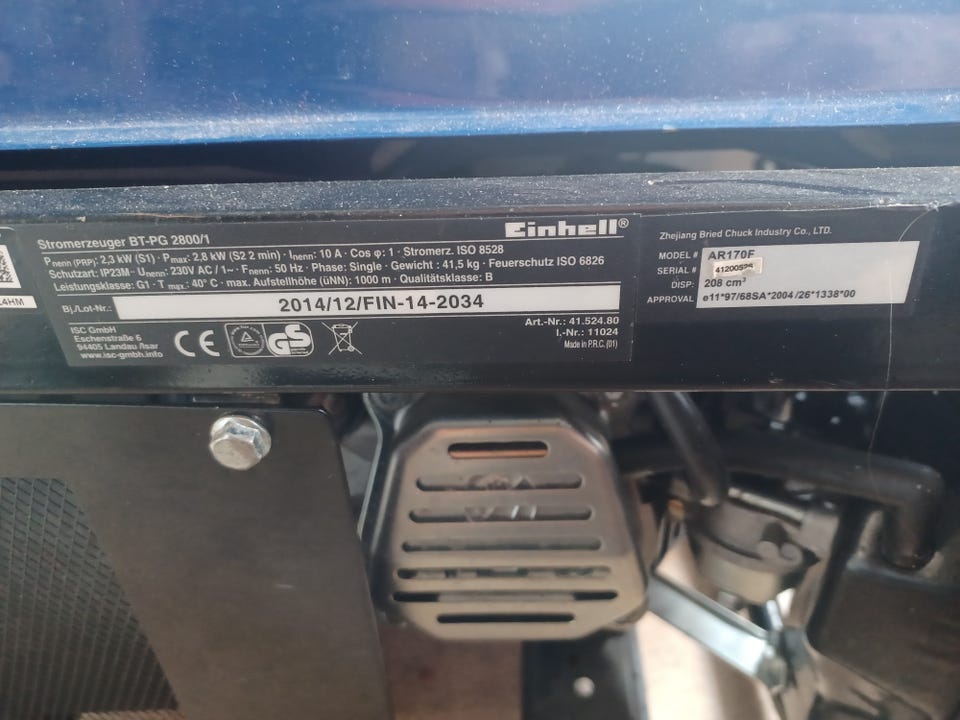 Einhell®
Stromerzeuger BT-PG 2800/1
Pnenn (PRP): 2,3 kW (S1) · Pmax: 2,8 kW (S2 2 min) · Inenn: 10 A · Cos φ: 1 · Stromerz. ISO 8528
Schutzart: IP23M · Unenn: 230V AC / 1~ · Fnenn: 50 Hz · Phase: Single · Gewicht : 41,5 kg · Feuerschutz ISO 6826
Leistungsklasse: G1 · T max.: 40° C · max. Aufstellhöhe (üNN): 1000 m · Qualitätsklasse: B
Bj./Lot-Nr.: 2014/12/FIN-14-2034
ISC GmbH
Eschenstraße 6
94405 Landau /Isar
www.isc-gmbh.info
CE
GS
Art.-Nr.: 41.524.80
I.-Nr.: 11024
Made in P.R.C. (01)
Zhejiang Bried Chuck Industry Co., LTD.
MODEL # AR170F
SERIAL #
DISP: 208 cm³
APPROVAL e11*97/68SA*2004 /26*1338*00